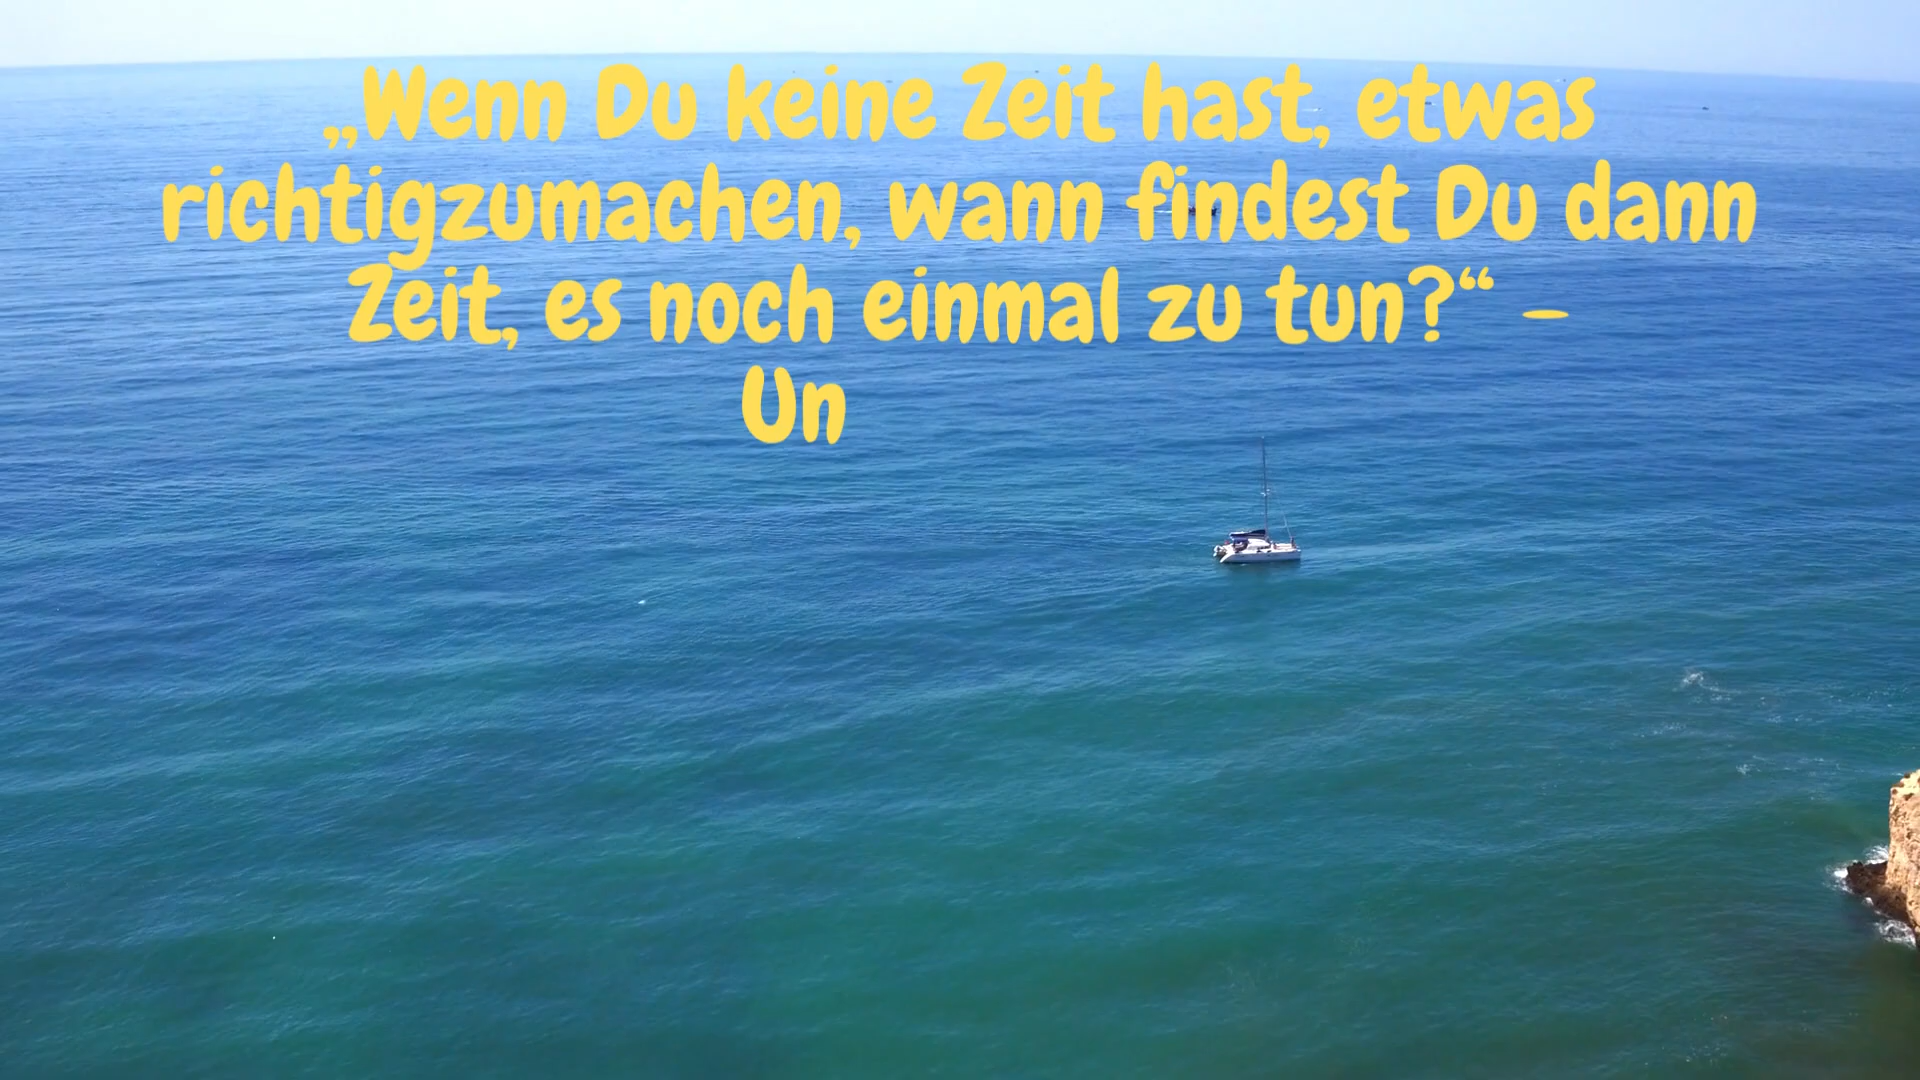 „Wenn Du keine Zeit hast, etwas
richtigzumachen, wann findest Du dann
Zeit, es noch einmal zu tun?“ –
Un